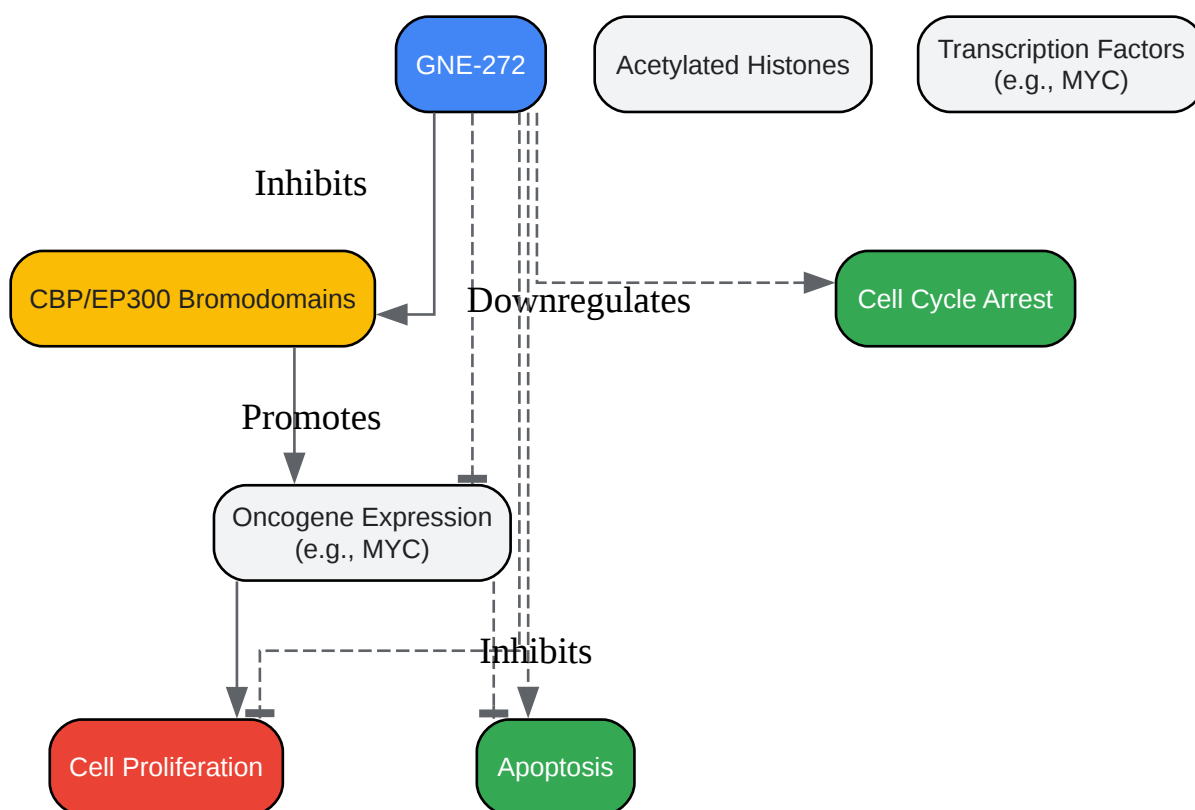 GNE-272
Acetylated Histones
Transcription Factors
(e.g., MYC)
Inhibits
CBP/EP300 Bromodomains
Downregulates
Cell Cycle Arrest
Promotes
Oncogene Expression
(e.g., MYC)
Inhibits
Cell Proliferation
Apoptosis